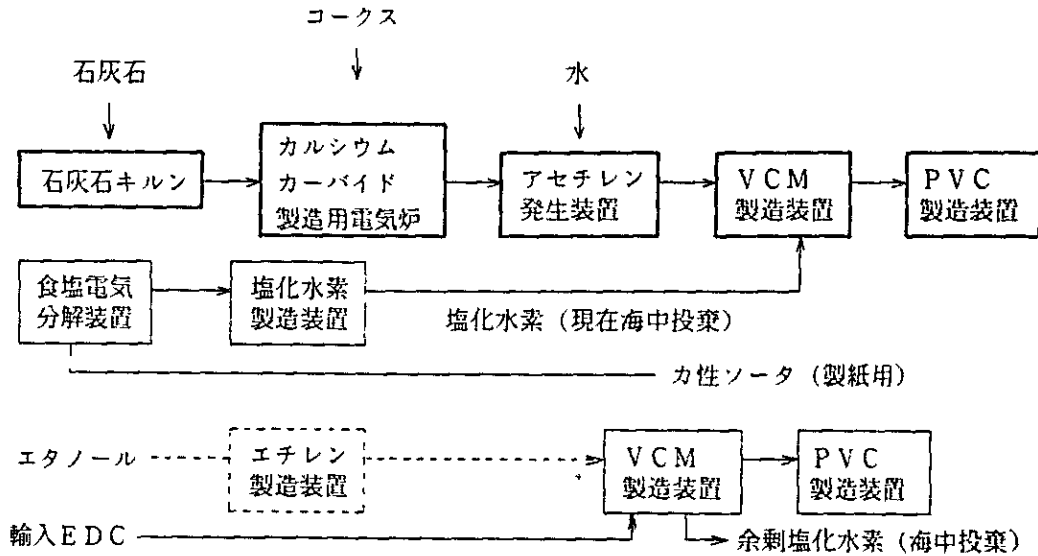 コークス
石灰石
水
石灰石キルン
カルシウム
カーバイド
製造用電気炉
アセチレン
発生装置
VCM
製造装置
PVC
製造装置
食塩電気
分解装置
塩化水素
製造装置
塩化水素（現在海中投棄）
カ性ソータ（製紙用）
エタノール
エチレン
製造装置
VCM
製造装置
PVC
製造装置
輸入EDC
余剰塩化水素（海中投棄）